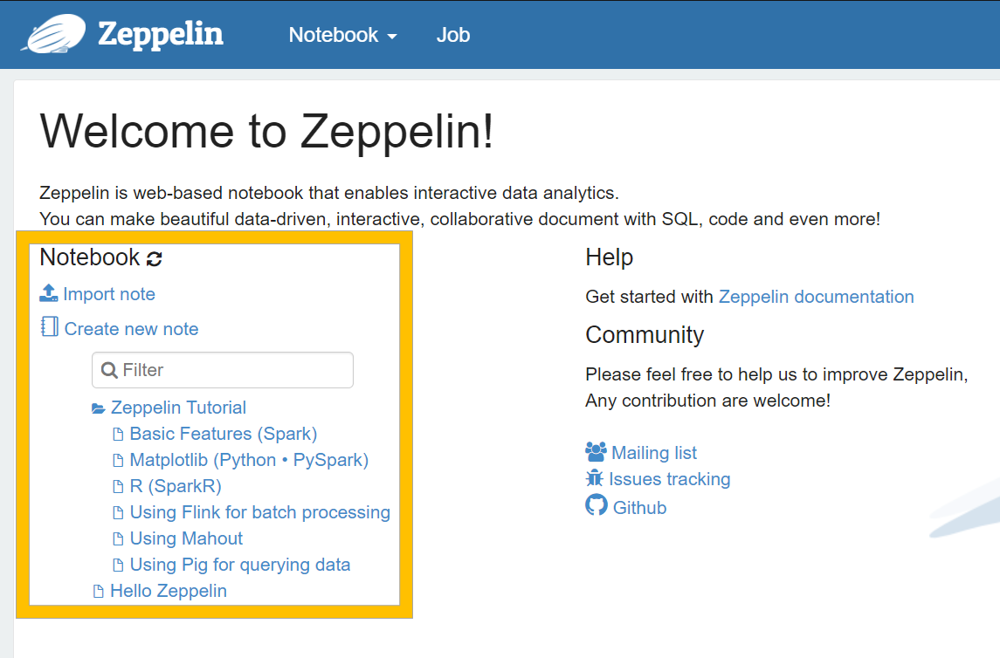 Zeppelin
Notebook
Job
Welcome to Zeppelin!
Zeppelin is web-based notebook that enables interactive data analytics.
You can make beautiful data-driven, interactive, collaborative document with SQL, code and even more!
Notebook
Import note
Create new note
Filter
Zeppelin Tutorial
Basic Features (Spark)
Matplotlib (Python • PySpark)
R (SparkR)
Using Flink for batch processing
Using Mahout
Using Pig for querying data
Hello Zeppelin
Help
Get started with Zeppelin documentation
Community
Please feel free to help us to improve Zeppelin,
Any contribution are welcome!
Mailing list
Issues tracking
Github